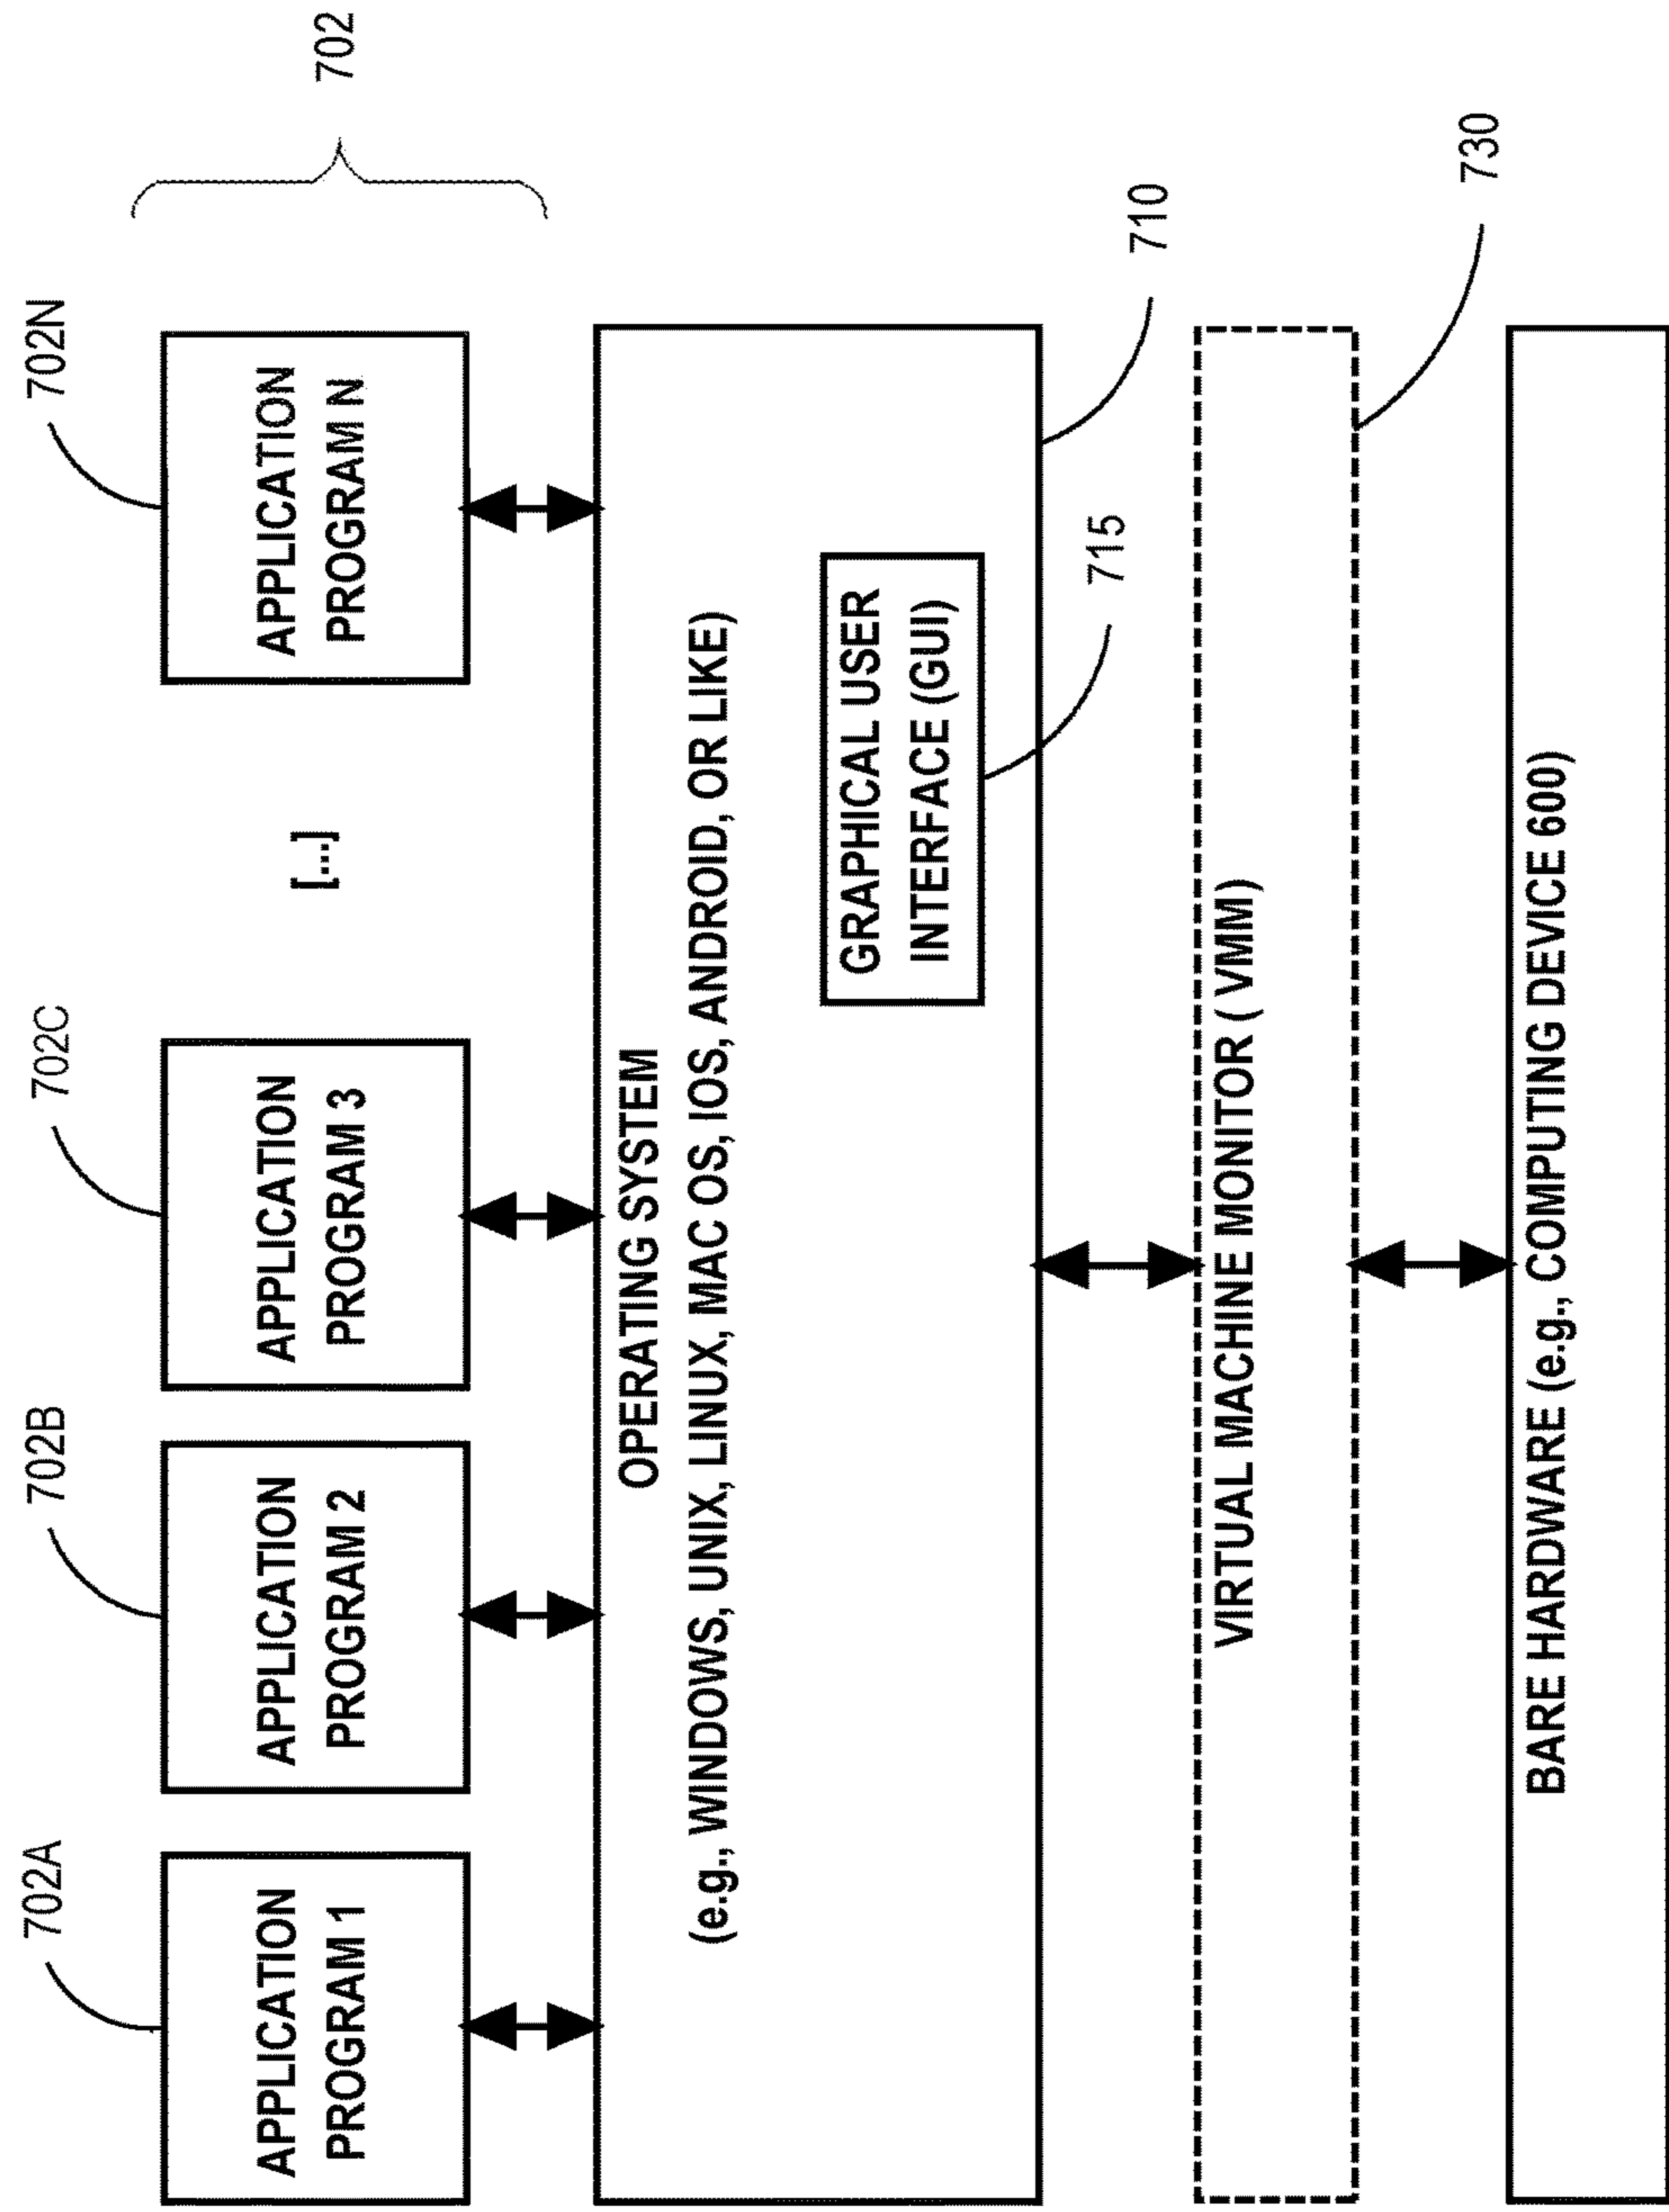 702A
702B
702C
702N
702
APPLICATION
PROGRAM 1
APPLICATION
PROGRAM 2
APPLICATION
PROGRAM 3
[...]
APPLICATION
PROGRAM N
OPERATING SYSTEM
(e.g., WINDOWS, UNIX, LINUX, MAC OS, IOS, ANDROID, OR LIKE)
GRAPHICAL USER
INTERFACE (GUI)
710
715
VIRTUAL MACHINE MONITOR ( VMM)
730
BARE HARDWARE (e.g., COMPUTING DEVICE 600)